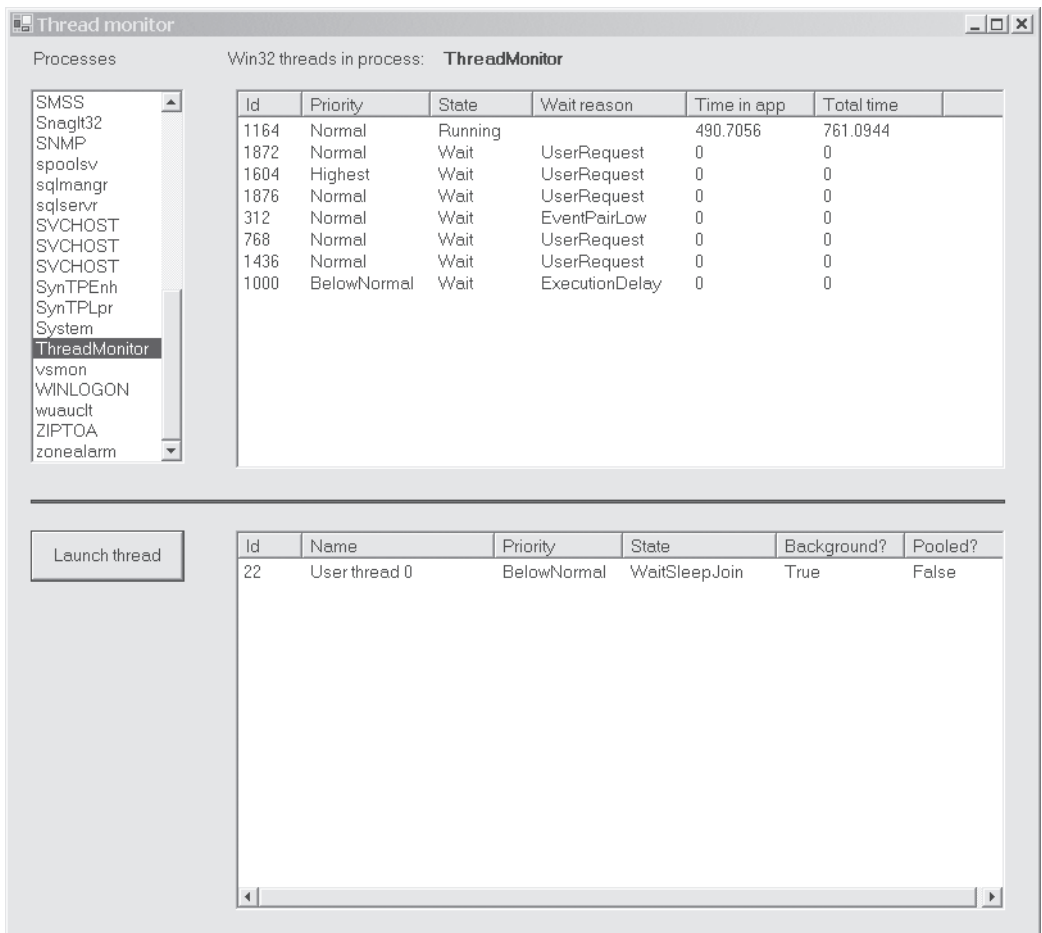 Thread monitor
Processes
Win32 threads in process: ThreadMonitor
SMSS
SnagIt32
SNMP
spoolsv
sqlmangr
sqlservr
SVCHOST
SVCHOST
SVCHOST
SynTPEnh
SynTPLpr
System
ThreadMonitor
vsmon
WINLOGON
wuauclt
ZIPTOA
zonealarm
Id Priority State Wait reason Time in app Total time
1164 Normal Running 490.7056 761.0944
1872 Normal Wait UserRequest 0 0
1604 Highest Wait UserRequest 0 0
1876 Normal Wait UserRequest 0 0
312 Normal Wait EventPairLow 0 0
768 Normal Wait UserRequest 0 0
1436 Normal Wait UserRequest 0 0
1000 BelowNormal Wait ExecutionDelay 0 0
Launch thread
Id Name Priority State Background? Pooled?
22 User thread 0 BelowNormal WaitSleepJoin True False